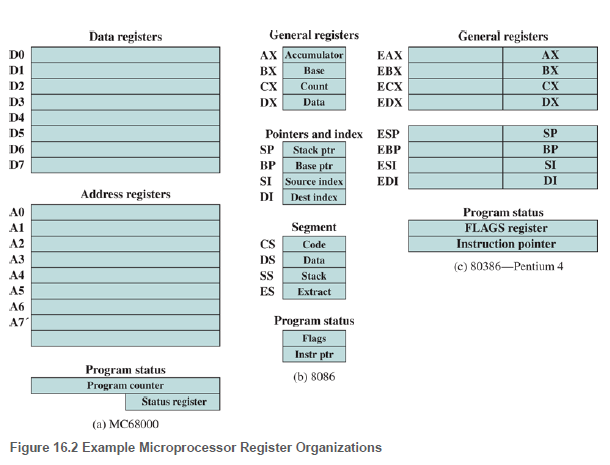 Data registers
D0
D1
D2
D3
D4
D5
D6
D7
Address registers
A0
A1
A2
A3
A4
A5
A6
A7´
Program status
Program counter
Status register
(a) MC68000
General registers
AX Accumulator
BX Base
CX Count
DX Data
Pointers and index
SP Stack ptr
BP Base ptr
SI Source index
DI Dest index
Segment
CS Code
DS Data
SS Stack
ES Extract
Program status
Flags
Instr ptr
(b) 8086
General registers
EAX AX
EBX BX
ECX CX
EDX DX
ESP SP
EBP BP
ESI SI
EDI DI
Program status
FLAGS register
Instruction pointer
(c) 80386—Pentium 4
Figure 16.2 Example Microprocessor Register Organizations